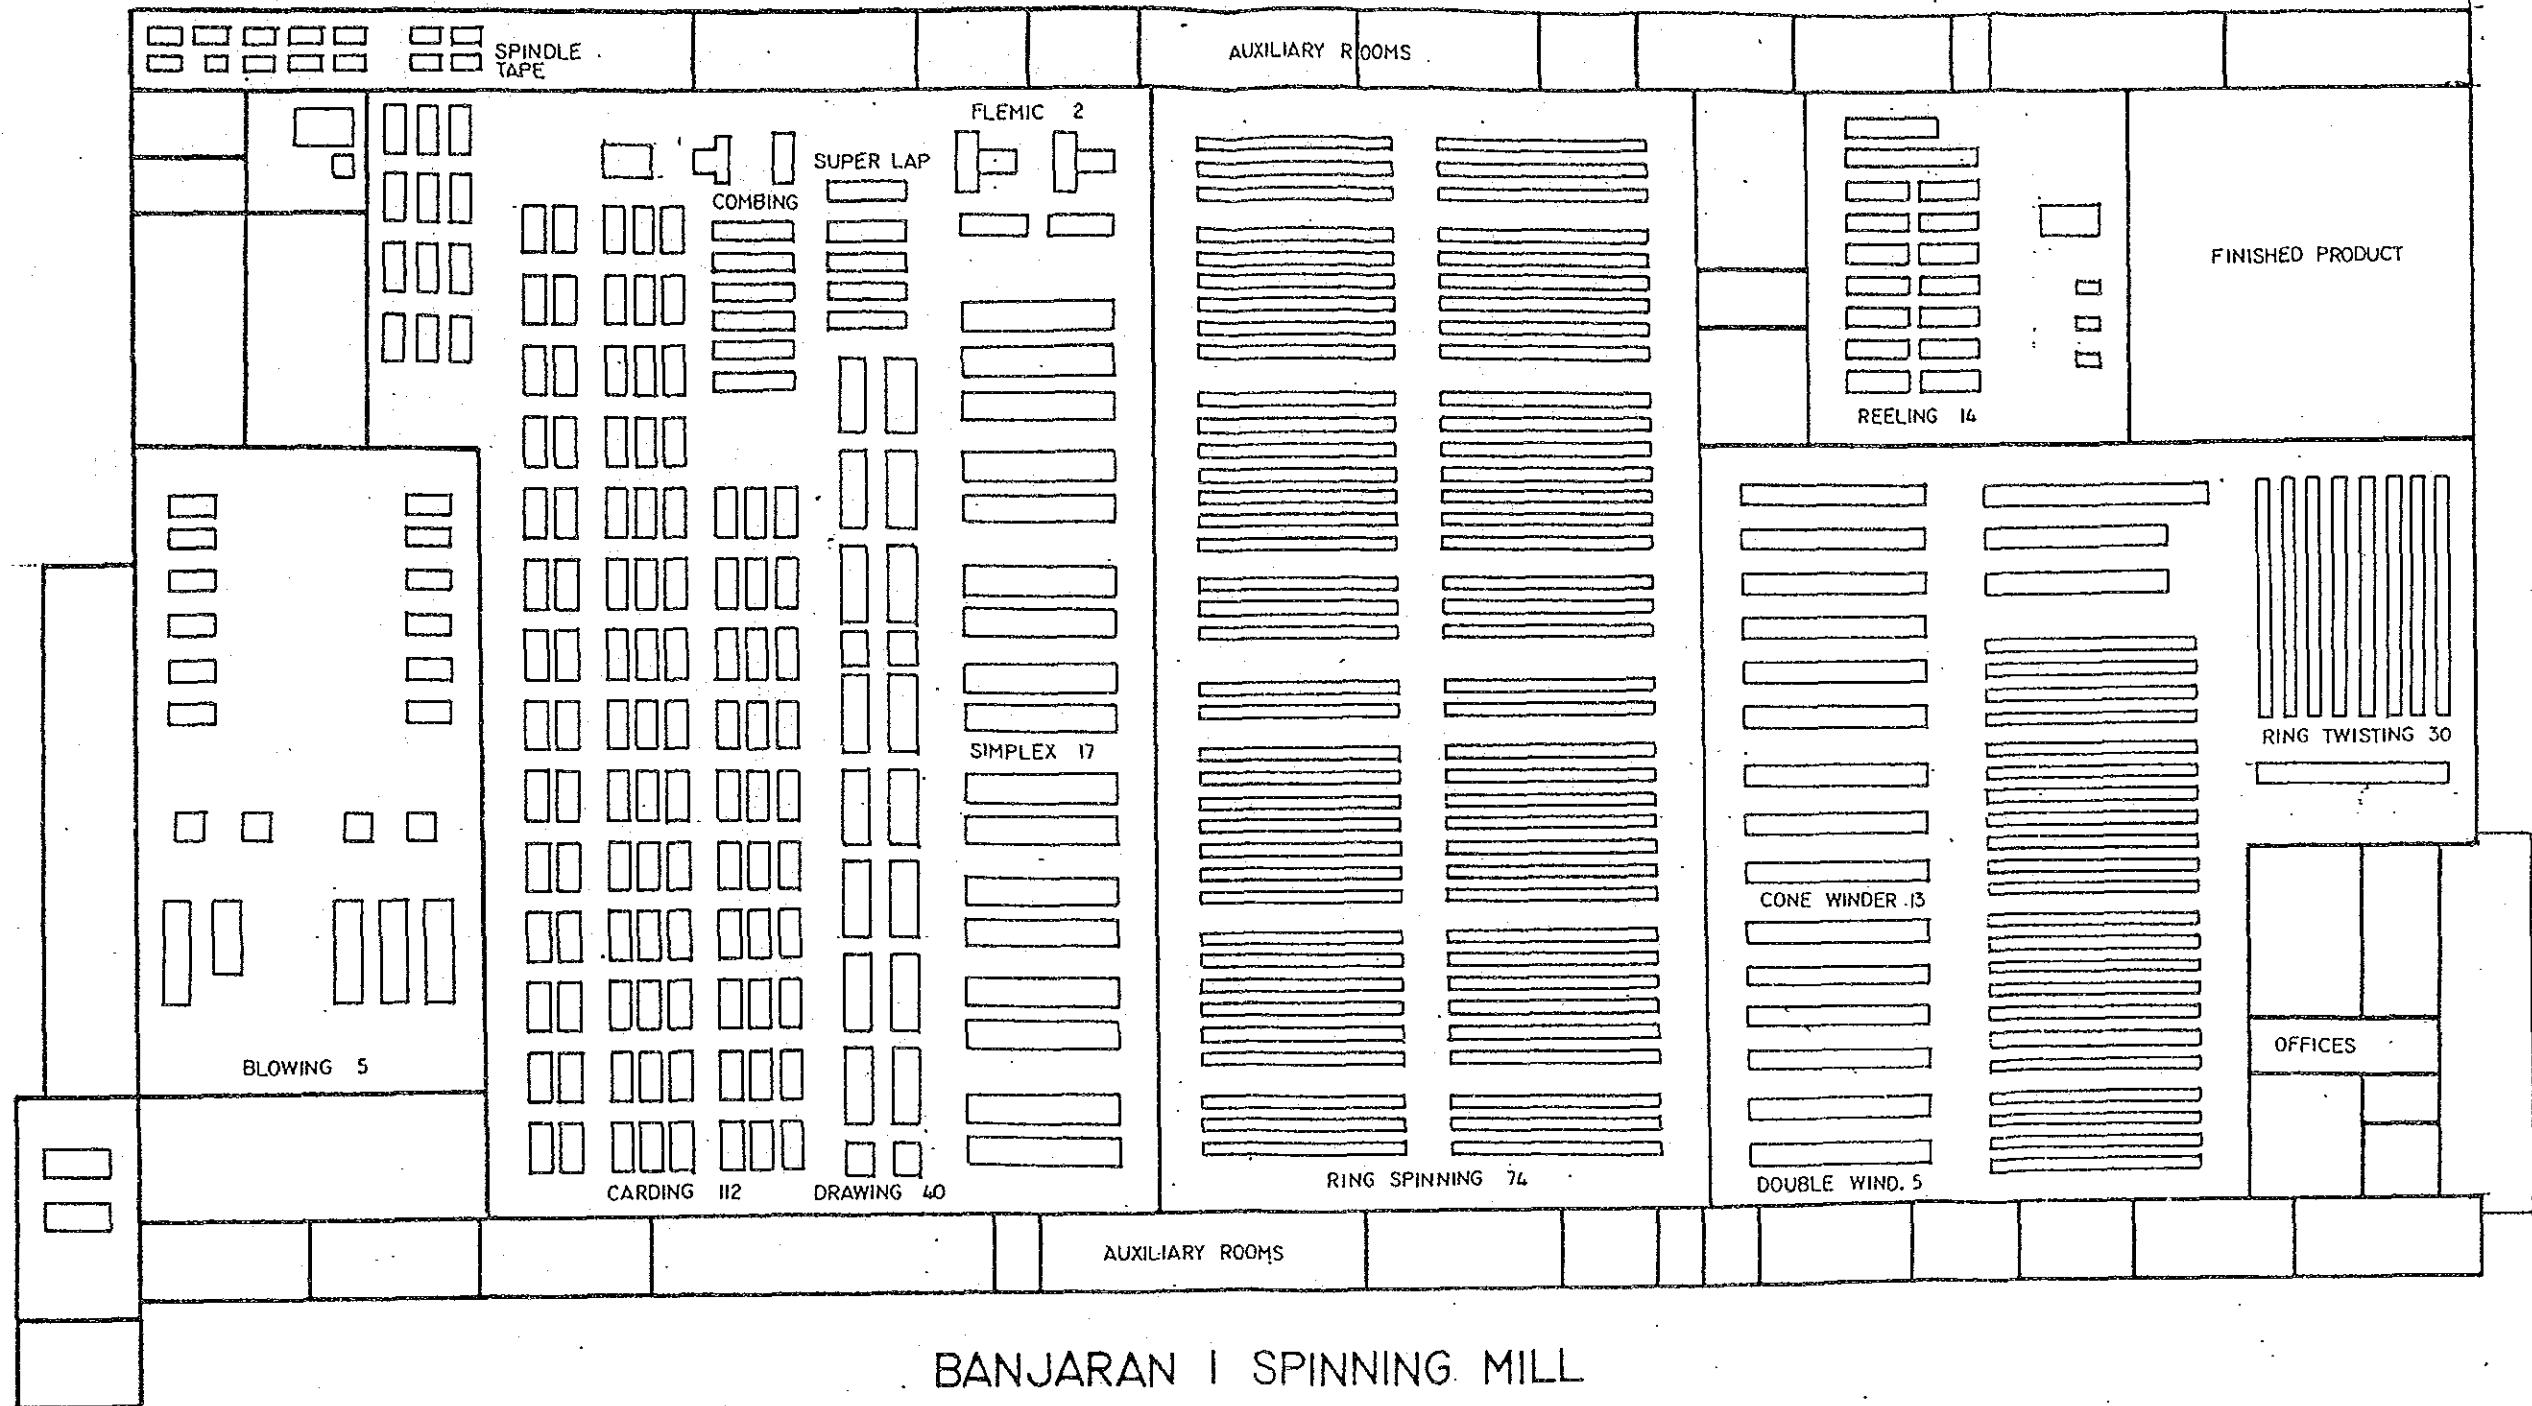 SPINDLE
TAPE
AUXILIARY ROOMS
FLEMIC 2
SUPER LAP
COMBING
FINISHED PRODUCT
REELING 14
SIMPLEX 17
RING TWISTING 30
CONE WINDER 13
OFFICES
BLOWING 5
CARDING 112
DRAWING 40
RING SPINNING 74
DOUBLE WIND. 5
AUXILIARY ROOMS
BANJARAN I SPINNING MILL